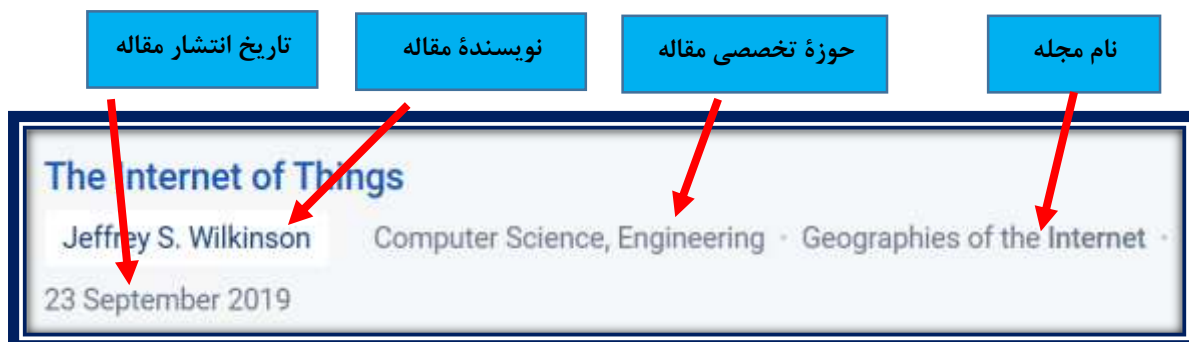 نام مجله
حوزهٔ تخصصی مقاله
نویسندهٔ مقاله
تاریخ انتشار مقاله
The Internet of Things
Jeffrey S. Wilkinson Computer Science, Engineering · Geographies of the Internet ·
23 September 2019